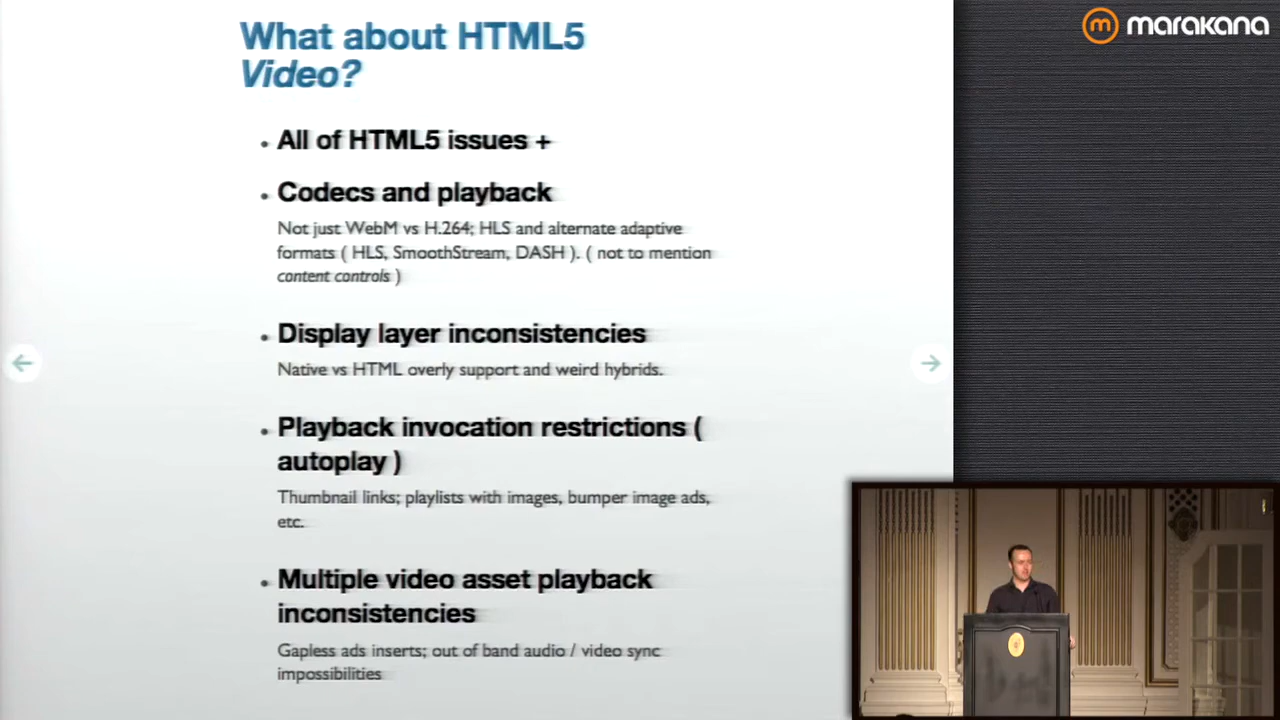 What about HTML5
Video?
marakana
All of HTML5 issues +
Codecs and playback
Not just WebM vs H.264; HLS and alternate adaptive
formats ( HLS, SmoothStream, DASH ). ( not to mention
content controls )
Display layer inconsistencies
Native vs HTML overly support and weird hybrids.
Playback invocation restrictions (
autoplay )
Thumbnail links; playlists with images, bumper image ads,
etc.
Multiple video asset playback
inconsistencies
Gapless ads inserts; out of band audio / video sync
impossibilities